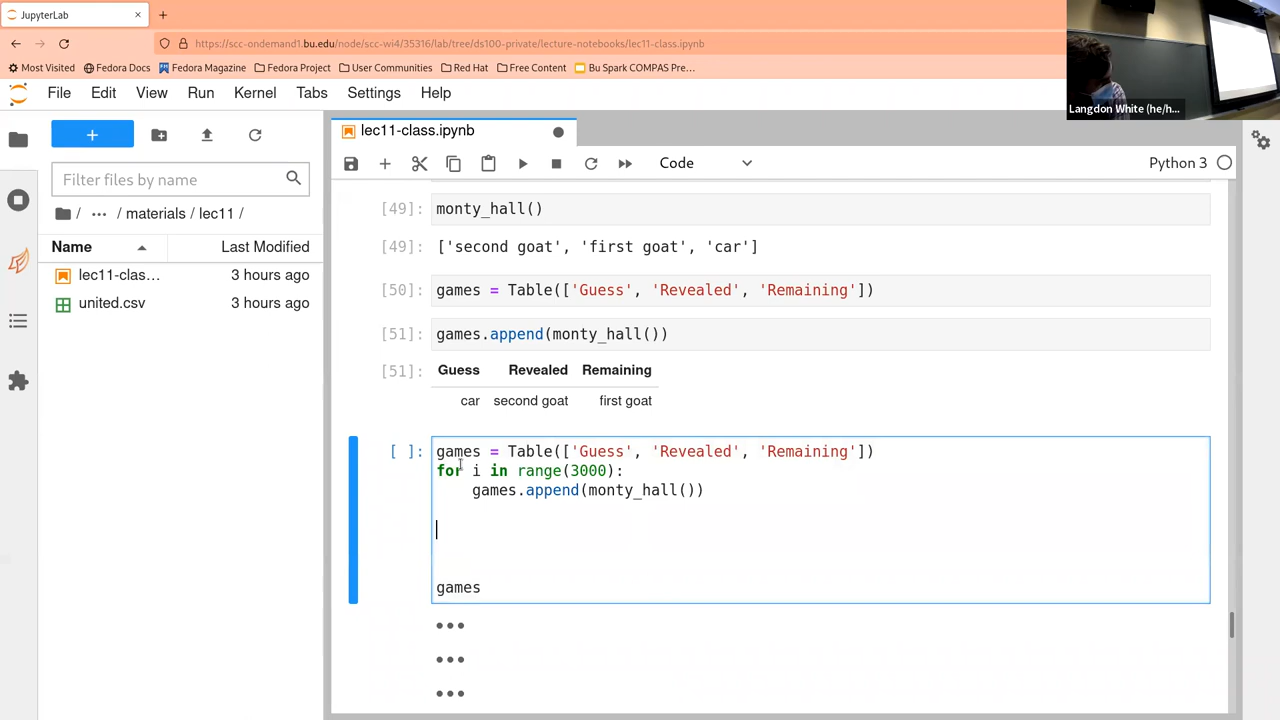 JupyterLab
https://scc-ondemand1.bu.edu/node/scc-wi4/35316/lab/tree/ds100-private/lecture-notebooks/lec11-class.ipynb
Most Visited Fedora Docs Fedora Magazine Fedora Project User Communities Red Hat Free Content Bu Spark COMPAS Pre...
Langdon White (he/h...
File Edit View Run Kernel Tabs Settings Help
lec11-class.ipynb
Code
Python 3
Filter files by name
/ ... / materials / lec11 /
Name Last Modified
lec11-clas... 3 hours ago
united.csv 3 hours ago
[49]: monty_hall()
[49]: ['second goat', 'first goat', 'car']
[50]: games = Table(['Guess', 'Revealed', 'Remaining'])
[51]: games.append(monty_hall())
[51]: Guess Revealed Remaining
car second goat first goat
[ ]: games = Table(['Guess', 'Revealed', 'Remaining'])
for i in range(3000):
games.append(monty_hall())
games